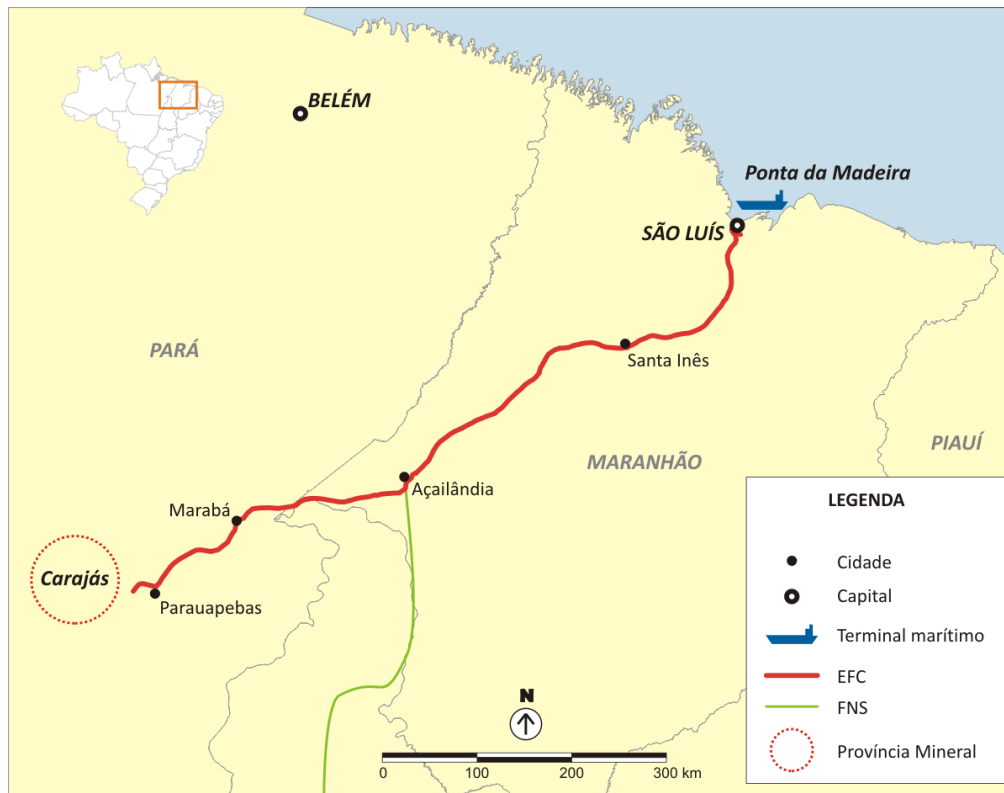 BELÉM
Ponta da Madeira
SÃO LUÍS
PARÁ
Santa Inês
PIAUÍ
MARANHÃO
Açailândia
Marabá
Carajás
Parauapebas
LEGENDA
Cidade
Capital
Terminal marítimo
EFC
FNS
Província Mineral
N
0 100 200 300 km